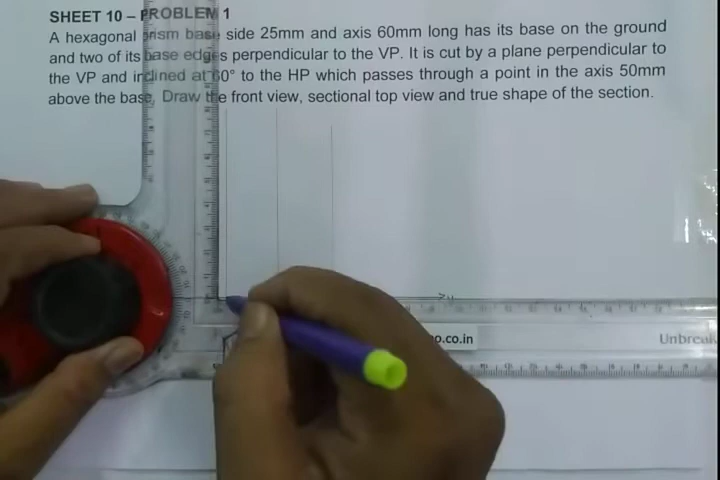 SHEET 10 – PROBLEM 1
A hexagonal prism base side 25mm and axis 60mm long has its base on the ground
and two of its base edges perpendicular to the VP. It is cut by a plane perpendicular to
the VP and inclined at 60° to the HP which passes through a point in the axis 50mm
above the base. Draw the front view, sectional top view and true shape of the section.
o.co.in
Unbreak